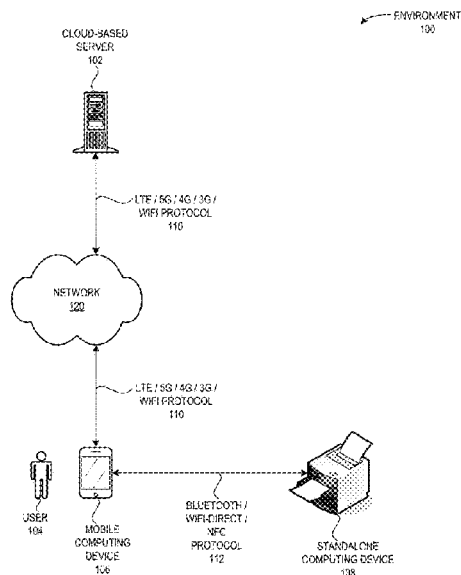 ENVIRONMENT
100
CLOUD-BASED
SERVER
102
LTE / 5G / 4G / 3G /
WIFI PROTOCOL
110
NETWORK
120
LTE / 5G / 4G / 3G /
WIFI PROTOCOL
110
USER
104
MOBILE
COMPUTING
DEVICE
106
BLUETOOTH /
WIFI-DIRECT /
NFC
PROTOCOL
112
STANDALONE
COMPUTING DEVICE
108